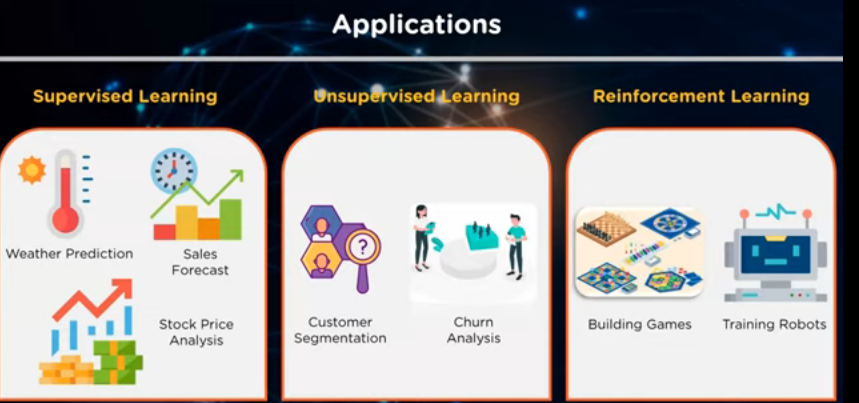 Applications
Supervised Learning
Unsupervised Learning
Reinforcement Learning
Weather Prediction
Sales
Forecast
Stock Price
Analysis
Customer
Segmentation
?
Churn
Analysis
Building Games
Training Robots